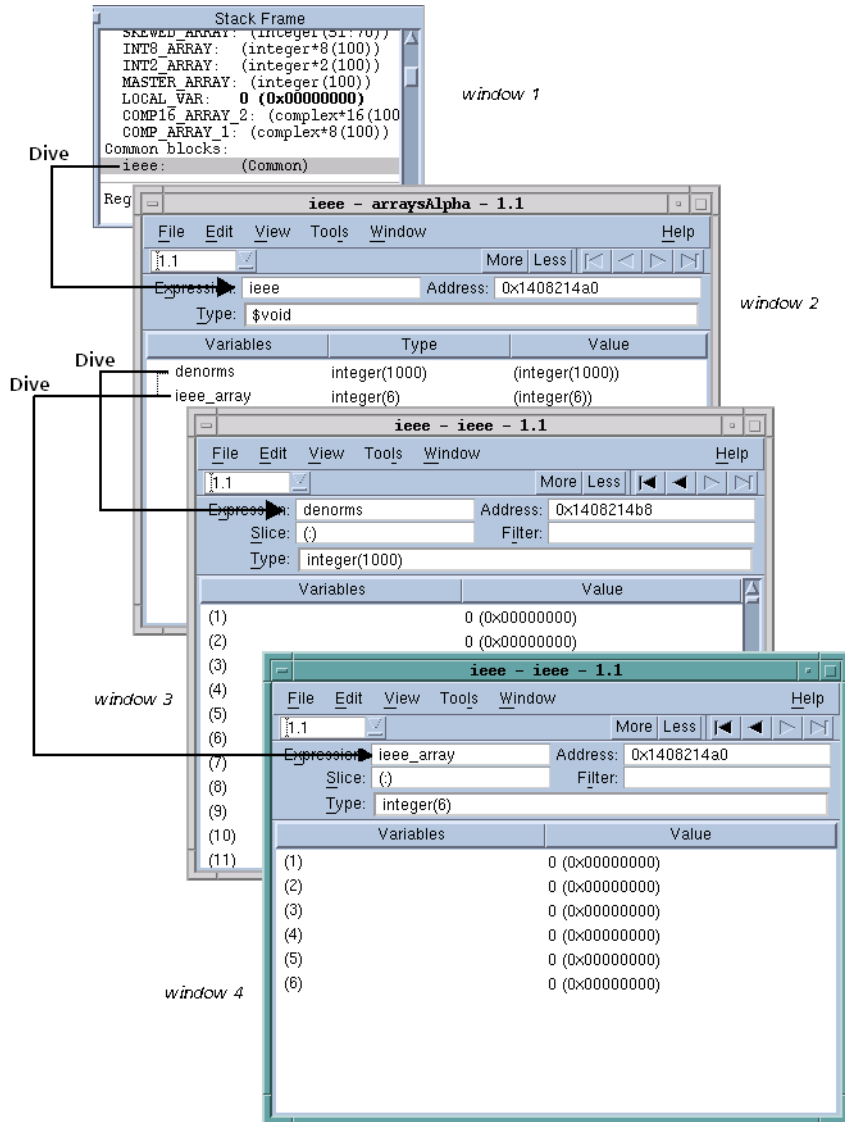 Stack Frame
SKEWED_ARRAY: (integer(51:70))
INT8_ARRAY: (integer*8(100))
INT2_ARRAY: (integer*2(100))
MASTER_ARRAY: (integer(100))
LOCAL_VAR: 0 (0x00000000)
COMP16_ARRAY_2: (complex*16(100
COMP_ARRAY_1: (complex*8(100))
Common blocks:
ieee: (Common)
Reg
window 1
Dive
ieee - arraysAlpha - 1.1
File Edit View Tools Window Help
1.1 More Less
Expression: ieee Address: 0x1408214a0
Type: $void
window 2
Variables Type Value
denorms integer(1000) (integer(1000))
ieee_array integer(6) (integer(6))
Dive
Dive
ieee - ieee - 1.1
File Edit View Tools Window Help
1.1 More Less
Expression: denorms Address: 0x1408214b8
Slice: (:) Filter:
Type: integer(1000)
Variables Value
(1) 0 (0x00000000)
(2) 0 (0x00000000)
(3)
(4)
(5)
(6)
(7)
(8)
(9)
(10)
(11)
window 3
ieee - ieee - 1.1
File Edit View Tools Window Help
1.1 More Less
Expression: ieee_array Address: 0x1408214a0
Slice: (:) Filter:
Type: integer(6)
Variables Value
(1) 0 (0x00000000)
(2) 0 (0x00000000)
(3) 0 (0x00000000)
(4) 0 (0x00000000)
(5) 0 (0x00000000)
(6) 0 (0x00000000)
window 4